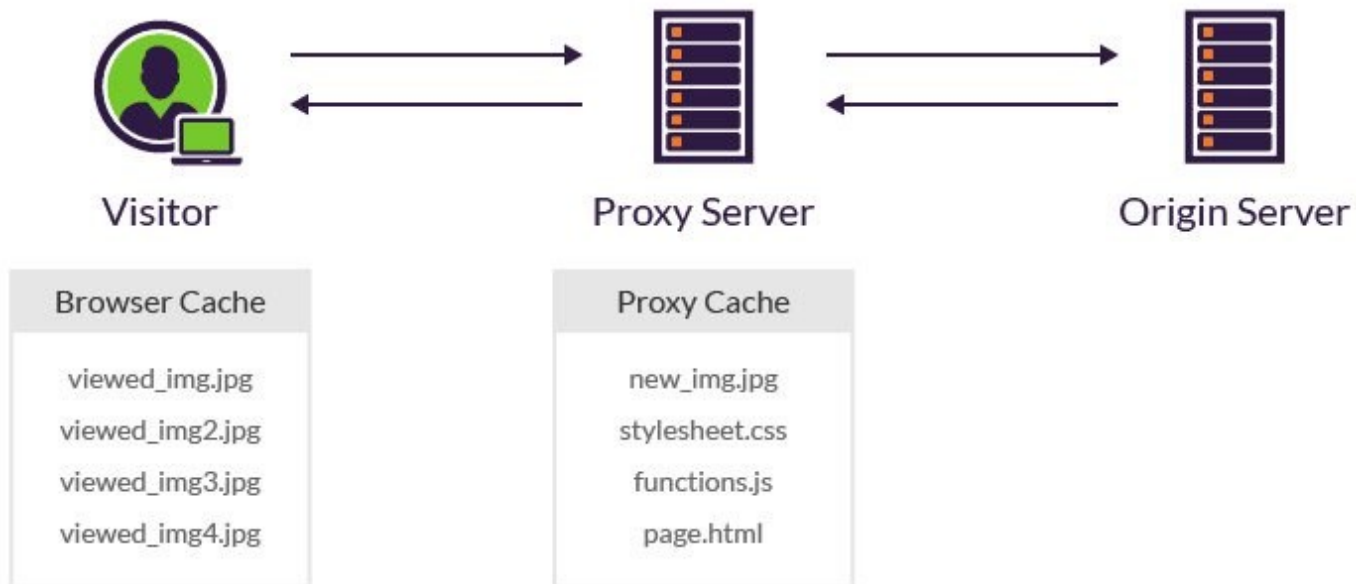 Visitor
Proxy Server
Origin Server
Browser Cache
viewed_img.jpg
viewed_img2.jpg
viewed_img3.jpg
viewed_img4.jpg
Proxy Cache
new_img.jpg
stylesheet.css
functions.js
page.html